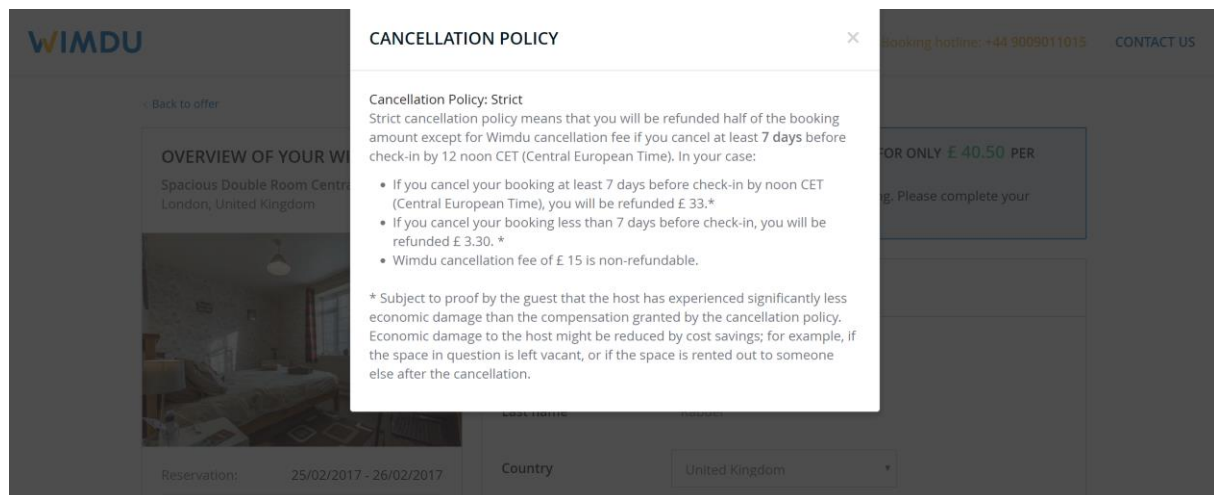 WIMDU
CANCELLATION POLICY
×
Booking hotline: +44 9009011015
CONTACT US
‹ Back to offer
Cancellation Policy: Strict
Strict cancellation policy means that you will be refunded half of the booking
amount except for Wimdu cancellation fee if you cancel at least 7 days before
check-in by 12 noon CET (Central European Time). In your case:
• If you cancel your booking at least 7 days before check-in by noon CET
(Central European Time), you will be refunded £ 33.*
• If you cancel your booking less than 7 days before check-in, you will be
refunded £ 3.30. *
• Wimdu cancellation fee of £ 15 is non-refundable.
* Subject to proof by the guest that the host has experienced significantly less
economic damage than the compensation granted by the cancellation policy.
Economic damage to the host might be reduced by cost savings; for example, if
the space in question is left vacant, or if the space is rented out to someone
else after the cancellation.
OVERVIEW OF YOUR WI
Spacious Double Room Centra
London, United Kingdom
FOR ONLY £ 40.50 PER
ng. Please complete your
Last name
Reservation: 25/02/2017 - 26/02/2017
Country United Kingdom